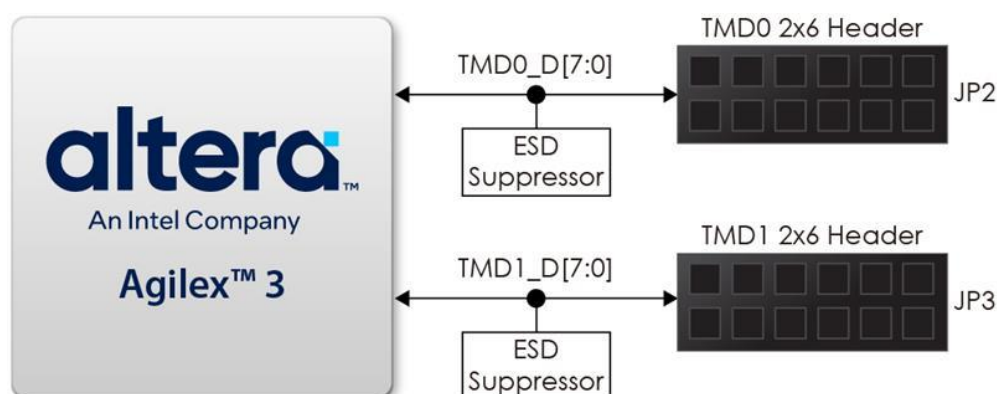 altera™
An Intel Company
Agilex™ 3
TMD0_D[7:0]
ESD
Suppressor
TMD0 2x6 Header
JP2
TMD1_D[7:0]
ESD
Suppressor
TMD1 2x6 Header
JP3